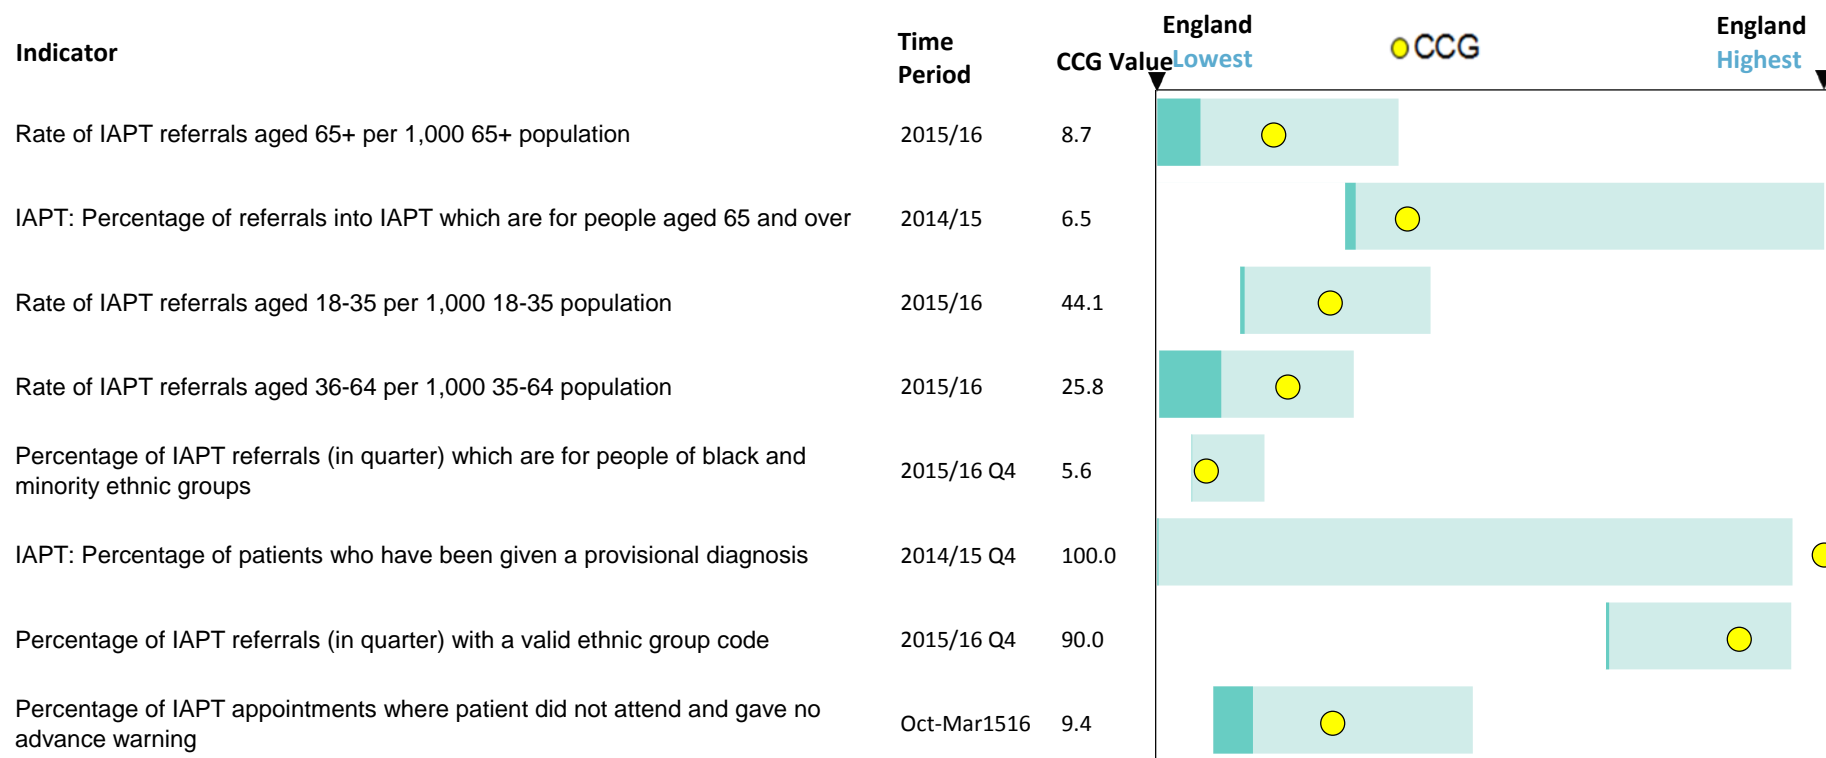 Indicator
Time
Period
CCG Value
England
Lowest
CCG
England
Highest
Rate of IAPT referrals aged 65+ per 1,000 65+ population 2015/16 8.7
IAPT: Percentage of referrals into IAPT which are for people aged 65 and over 2014/15 6.5
Rate of IAPT referrals aged 18-35 per 1,000 18-35 population 2015/16 44.1
Rate of IAPT referrals aged 36-64 per 1,000 35-64 population 2015/16 25.8
Percentage of IAPT referrals (in quarter) which are for people of black and
minority ethnic groups
2015/16 Q4 5.6
IAPT: Percentage of patients who have been given a provisional diagnosis 2014/15 Q4 100.0
Percentage of IAPT referrals (in quarter) with a valid ethnic group code 2015/16 Q4 90.0
Percentage of IAPT appointments where patient did not attend and gave no
advance warning
Oct-Mar1516 9.4